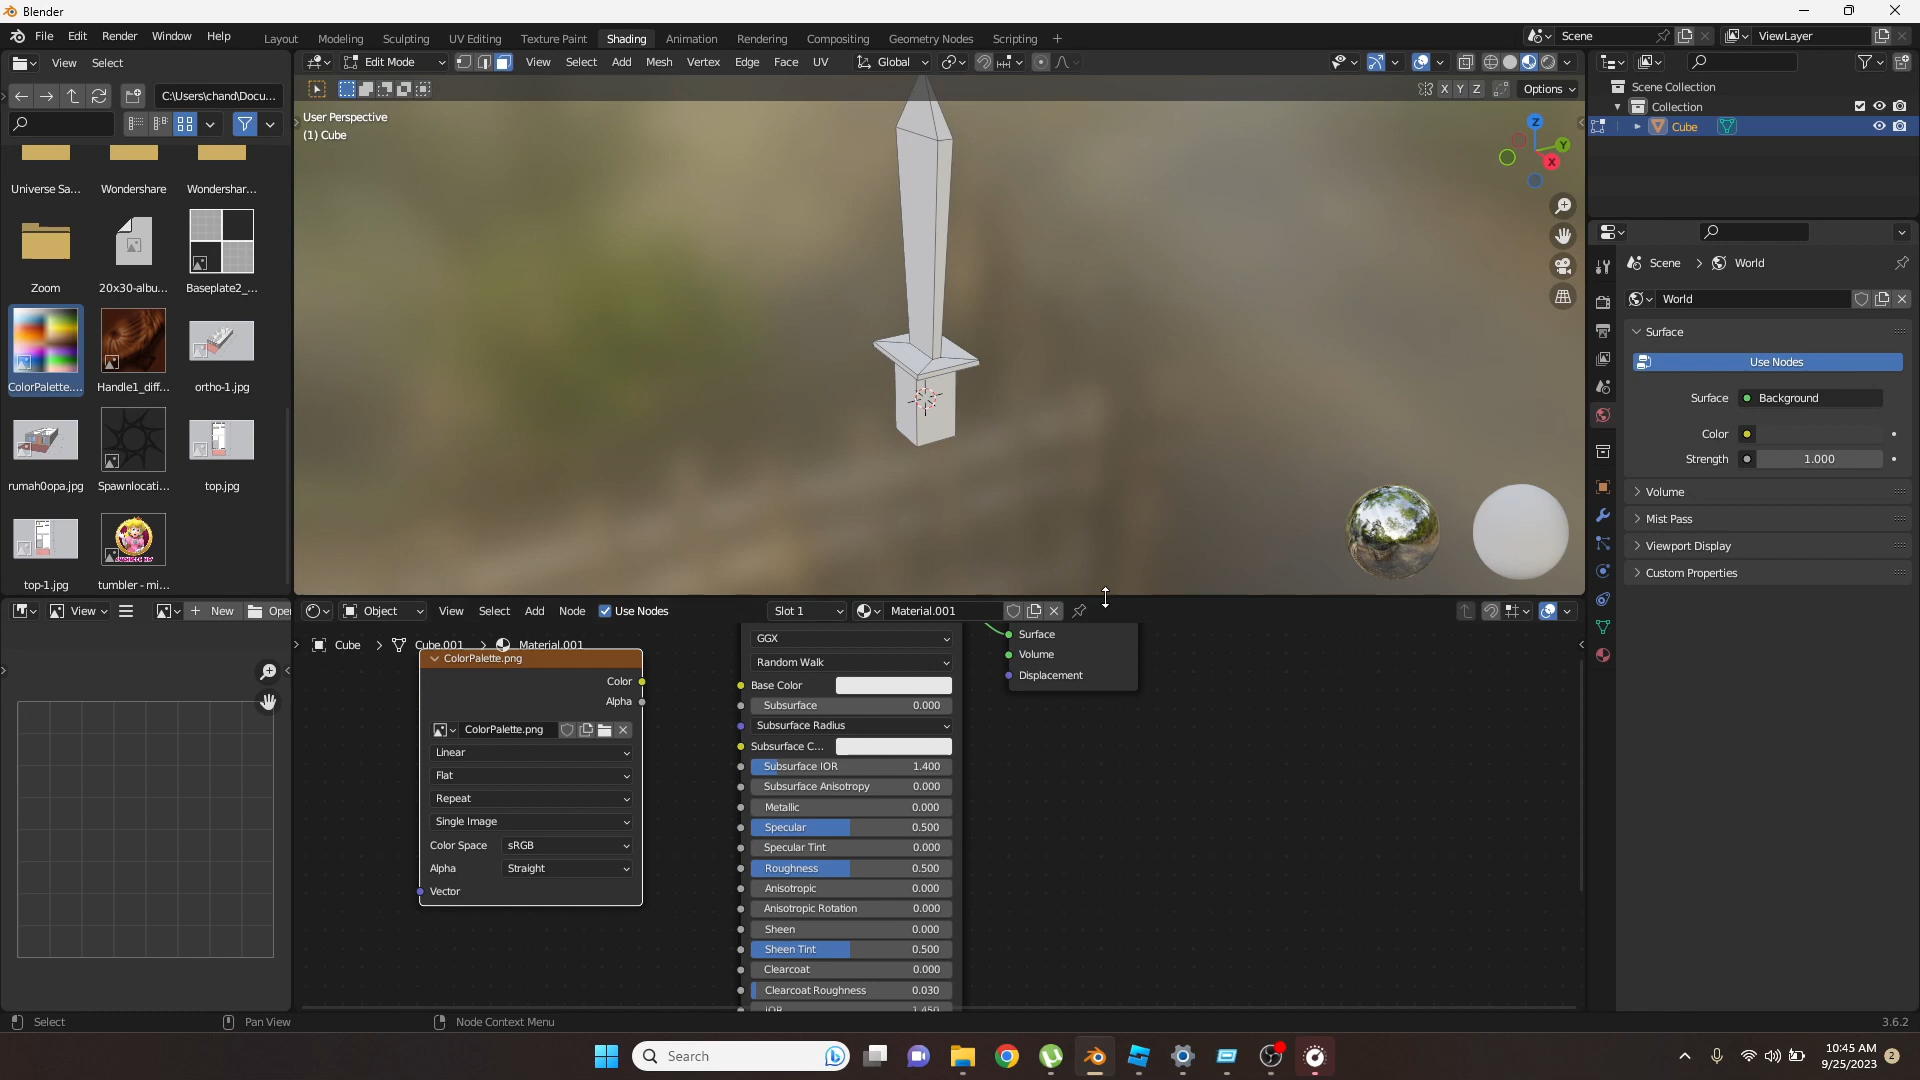 Blender
File Edit Render Window Help
Layout Modeling Sculpting UV Editing Texture Paint Shading Animation Rendering Compositing Geometry Nodes Scripting +
Scene
ViewLayer
View Select
Edit Mode
View Select Add Mesh Vertex Edge Face UV
Global
C:\Users\chand\Docu...
X Y Z
Options
User Perspective
(1) Cube
Z
Y
X
Scene Collection
Collection
Cube
Universe Sa...
Wondershare
Wondershar...
Zoom
20x30-albu...
Baseplate2_...
ColorPalette....
Handle1_diff...
ortho-1.jpg
rumah0opa.jpg
Spawnlocati...
top.jpg
top-1.jpg
tumbler - mi...
Scene > World
World
Surface
Use Nodes
Surface
Background
Color
Strength
1.000
Volume
Mist Pass
Viewport Display
Custom Properties
View
New
Oper
Object
View Select Add Node Use Nodes
Slot 1
Material.001
Cube > Cube.001 > Material.001
ColorPalette.png
Color
Alpha
ColorPalette.png
Linear
Flat
Repeat
Single Image
Color Space
sRGB
Alpha
Straight
Vector
GGX
Random Walk
Base Color
Subsurface 0.000
Subsurface Radius
Subsurface C...
Subsurface IOR 1.400
Subsurface Anisotropy 0.000
Metallic 0.000
Specular 0.500
Specular Tint 0.000
Roughness 0.500
Anisotropic 0.000
Anisotropic Rotation 0.000
Sheen 0.000
Sheen Tint 0.500
Clearcoat 0.000
Clearcoat Roughness 0.030
IOR 1.450
Surface
Volume
Displacement
Select
Pan View
Node Context Menu
3.6.2
Search
10:45 AM
9/25/2023
2